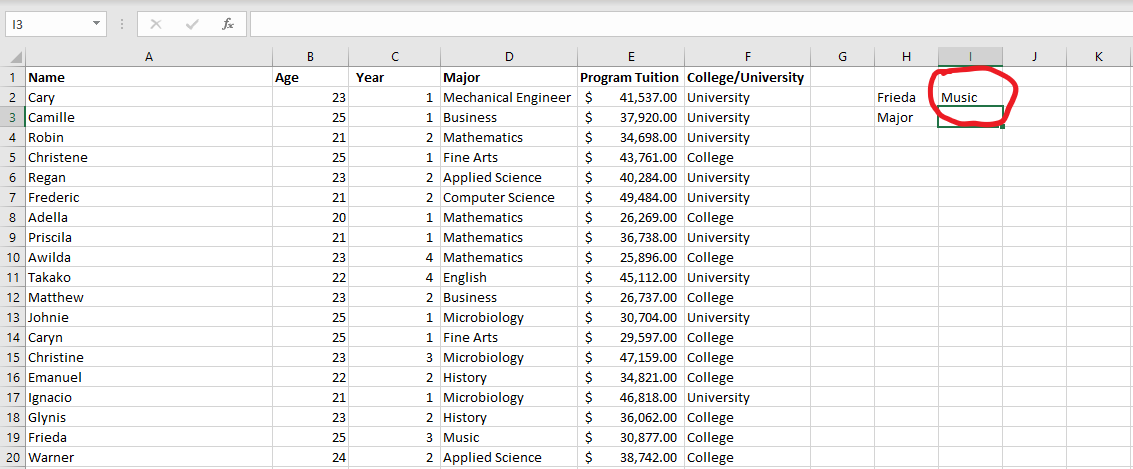 I3 fx
A B C D E F G H I J K
1 Name Age Year Major Program Tuition College/University
2 Cary 23 1 Mechanical Engineer $ 41,537.00 University Frieda Music
3 Camille 25 1 Business $ 37,920.00 University Major
4 Robin 21 2 Mathematics $ 34,698.00 University
5 Christene 25 1 Fine Arts $ 43,761.00 College
6 Regan 23 2 Applied Science $ 40,284.00 University
7 Frederic 21 2 Computer Science $ 49,484.00 University
8 Adella 20 1 Mathematics $ 26,269.00 College
9 Priscila 21 1 Mathematics $ 36,738.00 University
10 Awilda 23 4 Mathematics $ 25,896.00 College
11 Takako 22 4 English $ 45,112.00 University
12 Matthew 23 2 Business $ 26,737.00 College
13 Johnie 25 1 Microbiology $ 30,704.00 University
14 Caryn 25 1 Fine Arts $ 29,597.00 College
15 Christine 23 3 Microbiology $ 47,159.00 College
16 Emanuel 22 2 History $ 34,821.00 College
17 Ignacio 21 1 Microbiology $ 46,818.00 University
18 Glynis 23 2 History $ 36,062.00 College
19 Frieda 25 3 Music $ 30,877.00 College
20 Warner 24 2 Applied Science $ 38,742.00 College